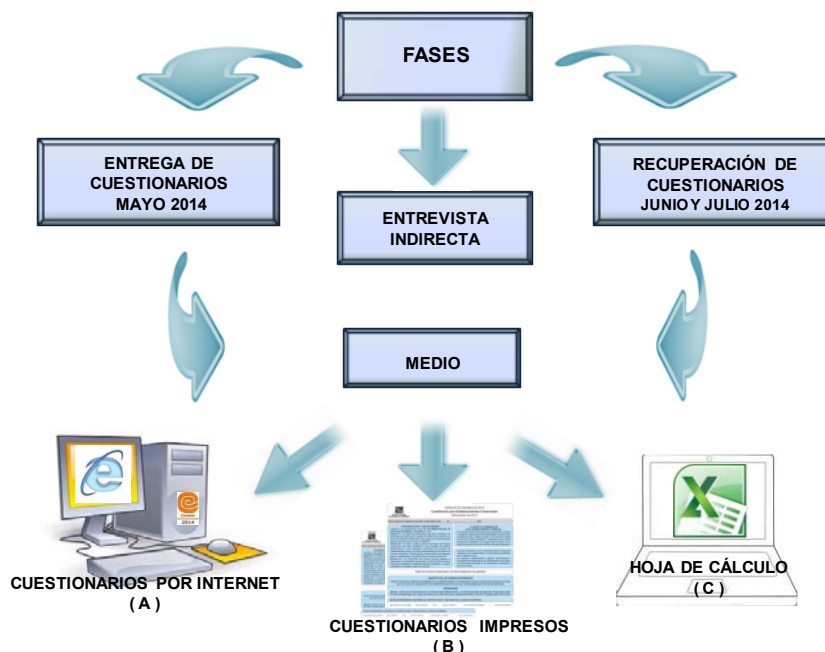 FASES
ENTREGA DE
CUESTIONARIOS
MAYO 2014
ENTREVISTA
INDIRECTA
RECUPERACIÓN DE
CUESTIONARIOS
JUNIO Y JULIO 2014
MEDIO
2014
CUESTIONARIOS POR INTERNET
( A )
CUESTIONARIOS IMPRESOS
( B )
HOJA DE CÁLCULO
( C )